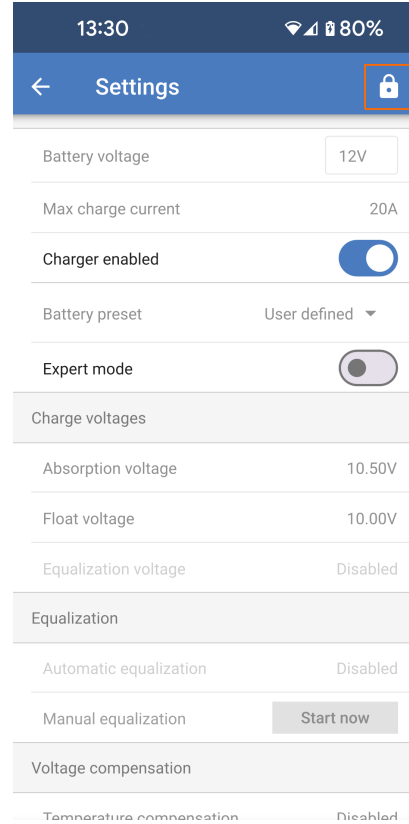 13:30 80%
Settings
Battery voltage 12V
Max charge current 20A
Charger enabled
Battery preset User defined
Expert mode
Charge voltages
Absorption voltage 10.50V
Float voltage 10.00V
Equalization voltage Disabled
Equalization
Automatic equalization Disabled
Manual equalization Start now
Voltage compensation
Temperature compensation Disabled